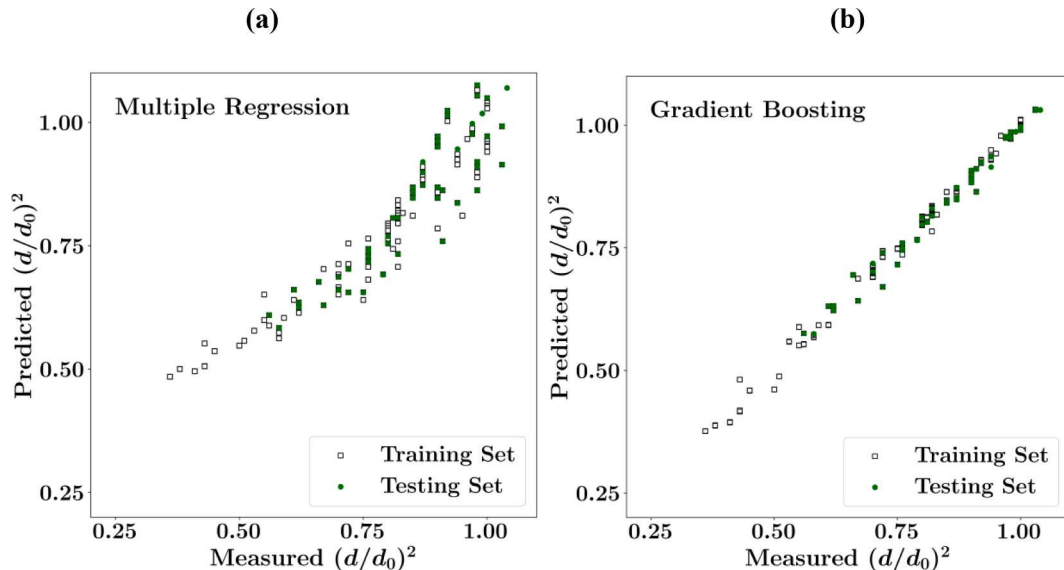 (a)
Multiple Regression
Predicted (d/d₀)²
1.00
0.75
0.50
0.25
Training Set
Testing Set
0.25 0.50 0.75 1.00
Measured (d/d₀)²
(b)
Gradient Boosting
Predicted (d/d₀)²
1.00
0.75
0.50
0.25
Training Set
Testing Set
0.25 0.50 0.75 1.00
Measured (d/d₀)²